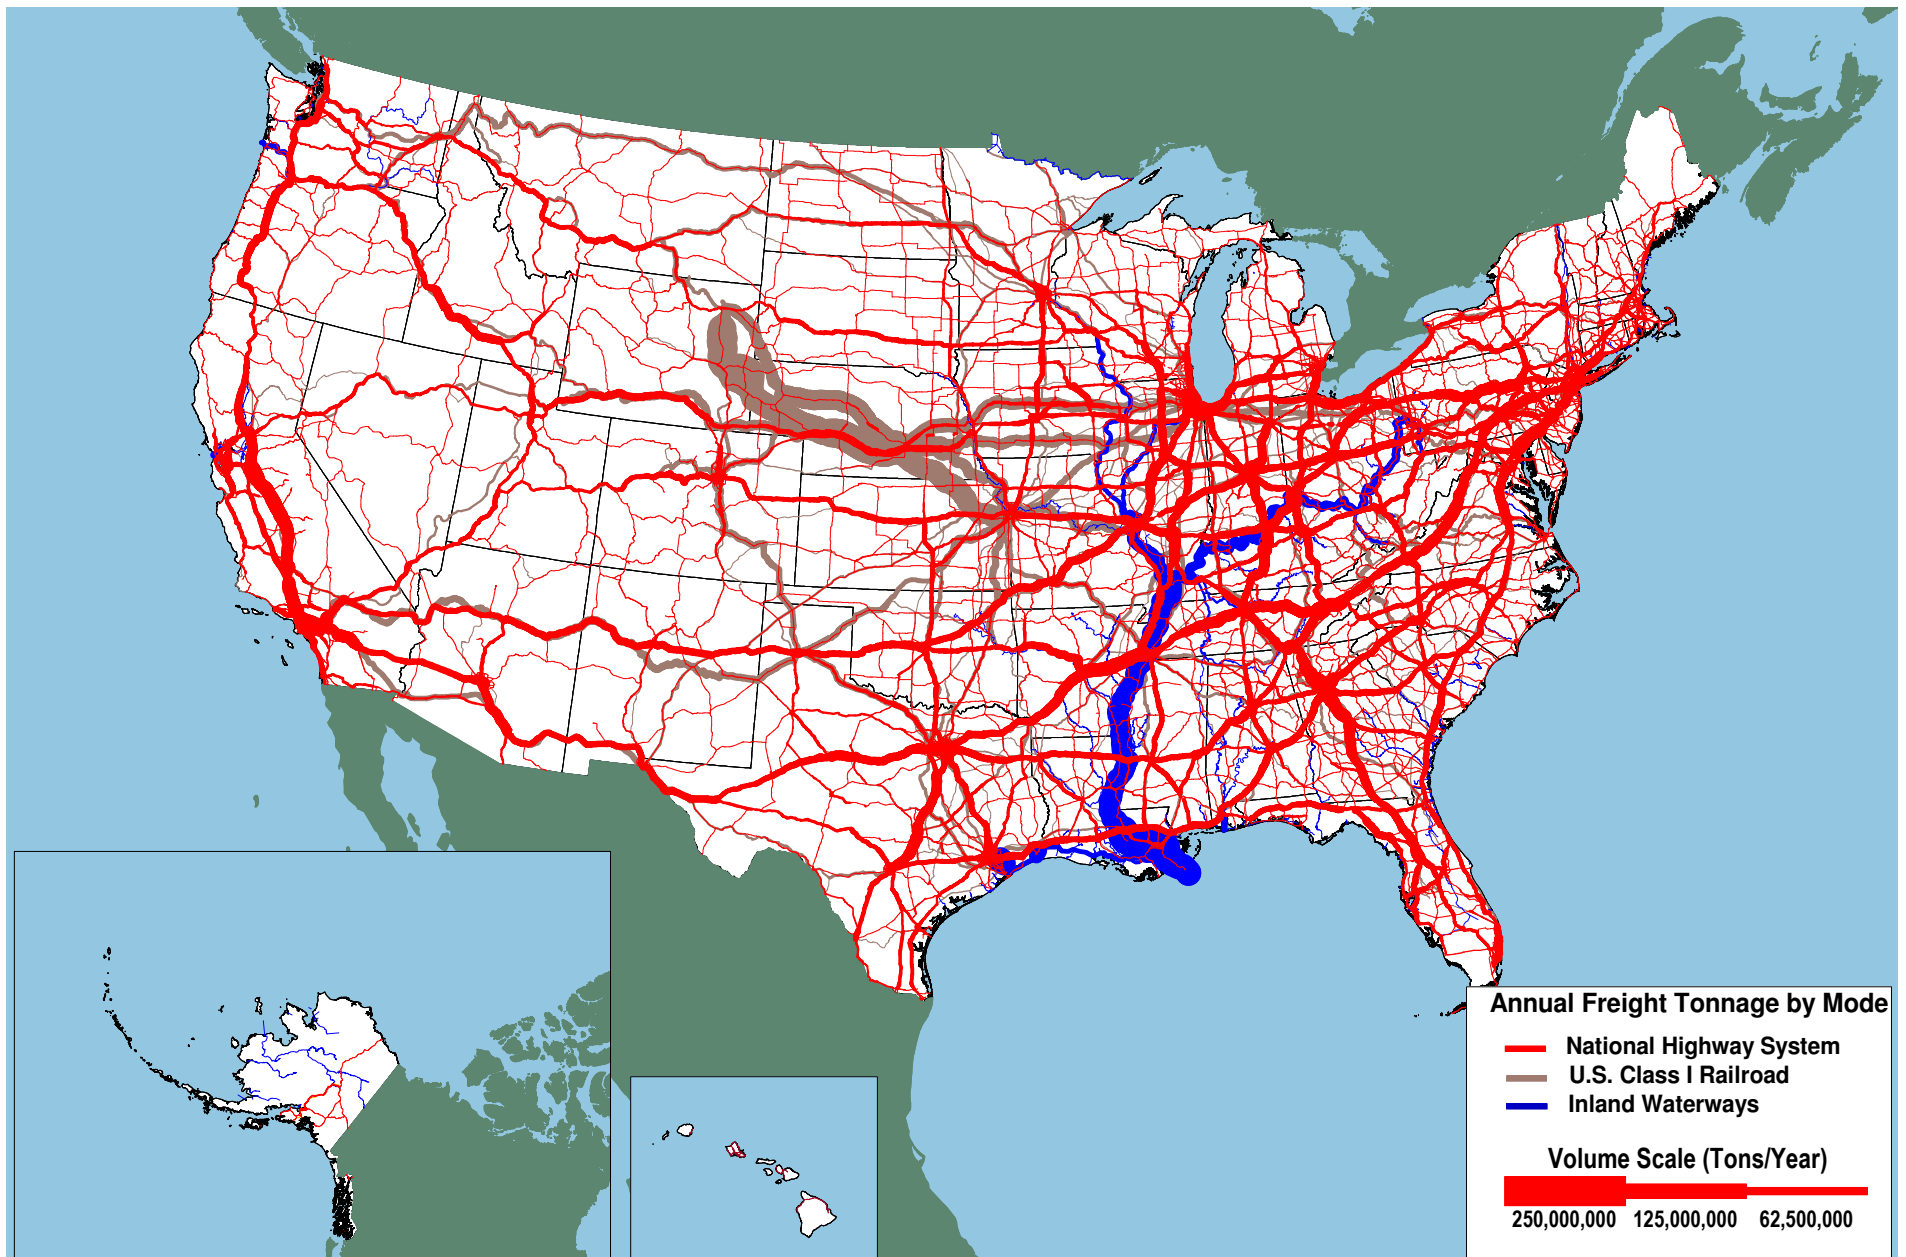 Annual Freight Tonnage by Mode
National Highway System
U.S. Class I Railroad
Inland Waterways
Volume Scale (Tons/Year)
250,000,000 125,000,000 62,500,000